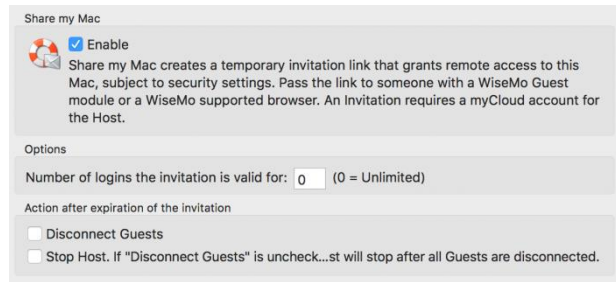 Share my Mac
Enable
Share my Mac creates a temporary invitation link that grants remote access to this
Mac, subject to security settings. Pass the link to someone with a WiseMo Guest
module or a WiseMo supported browser. An Invitation requires a myCloud account for
the Host.
Options
Number of logins the invitation is valid for: 0 (0 = Unlimited)
Action after expiration of the invitation
Disconnect Guests
Stop Host. If "Disconnect Guests" is uncheck...st will stop after all Guests are disconnected.